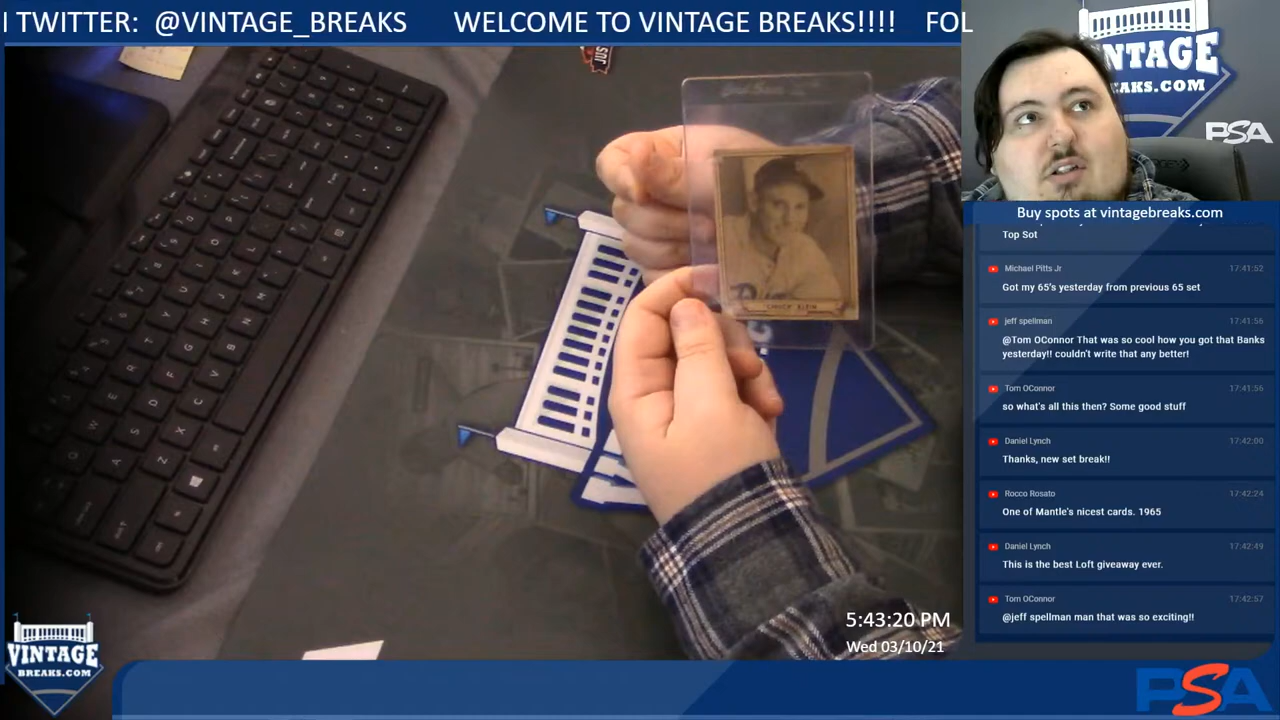 I TWITTER: @VINTAGE_BREAKS WELCOME TO VINTAGE BREAKS!!!! FOL
JUS
VINTAGE
BREAKS.COM
PSA
Buy spots at vintagebreaks.com
Top Sot
Michael Pitts Jr 17:41:52
Got my 65's yesterday from previous 65 set
jeff spellman 17:41:56
@Tom OConnor That was so cool how you got that Banks
yesterday!! couldn't write that any better!
Tom OConnor 17:41:56
so what's all this then? Some good stuff
Daniel Lynch 17:42:00
Thanks, new set break!!
Rocco Rosato 17:42:24
One of Mantle's nicest cards. 1965
Daniel Lynch 17:42:49
This is the best Loft giveaway ever.
Tom OConnor 17:42:57
@jeff spellman man that was so exciting!!
"CHUCK" KLEIN
5:43:20 PM
Wed 03/10/21
VINTAGE
BREAKS.COM
PSA